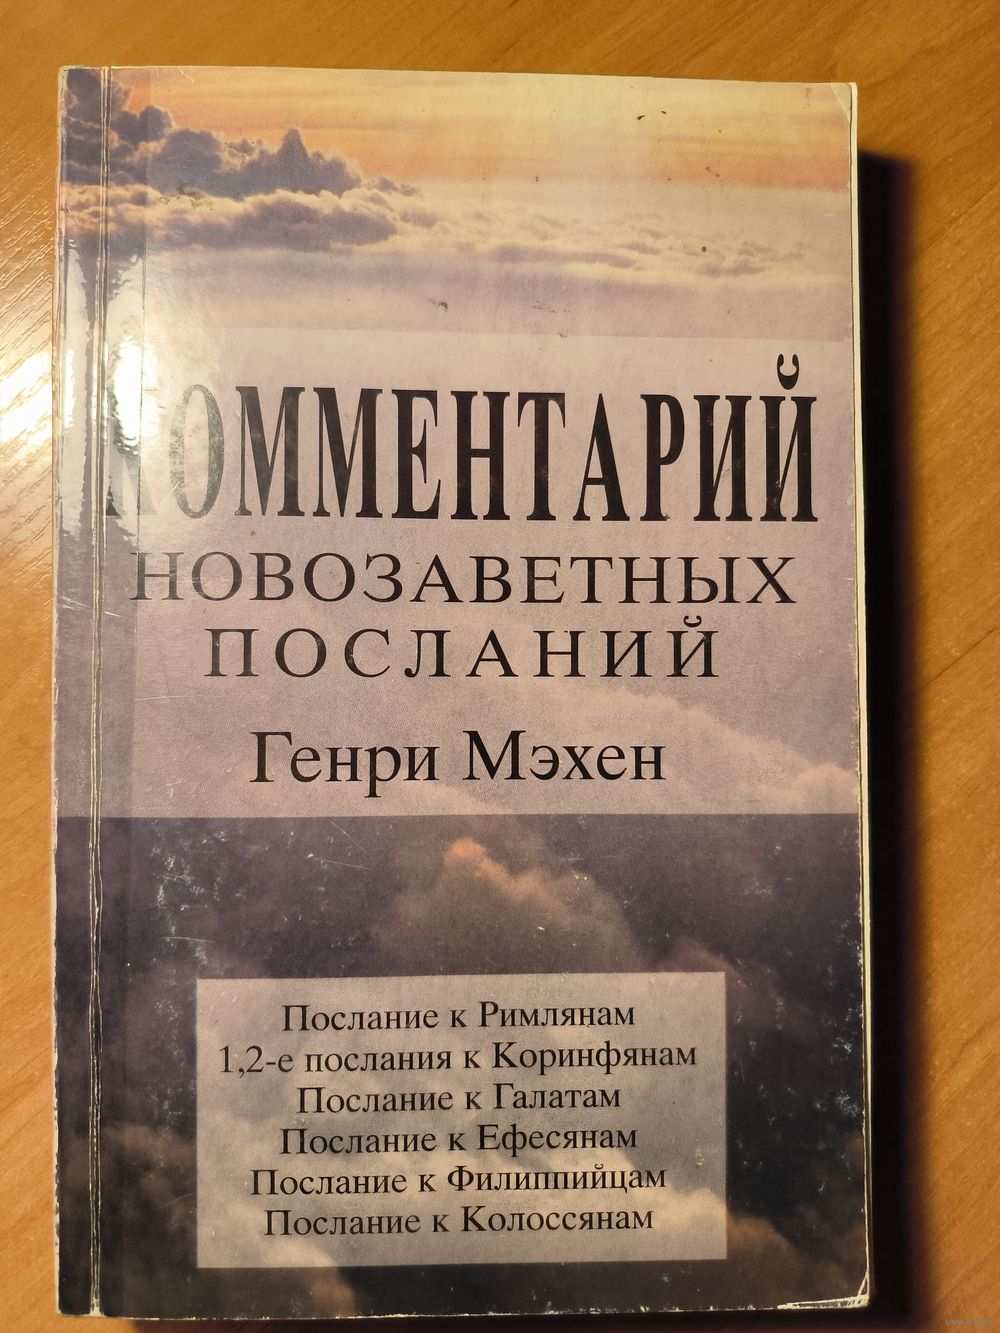 КОММЕНТАРИЙ
НОВОЗАВЕТНЫХ
ПОСЛАНИЙ
Генри Мэхен
Послание к Римлянам
1,2-е послания к Коринфянам
Послание к Галатам
Послание к Ефесянам
Послание к Филиппийцам
Послание к Колоссянам